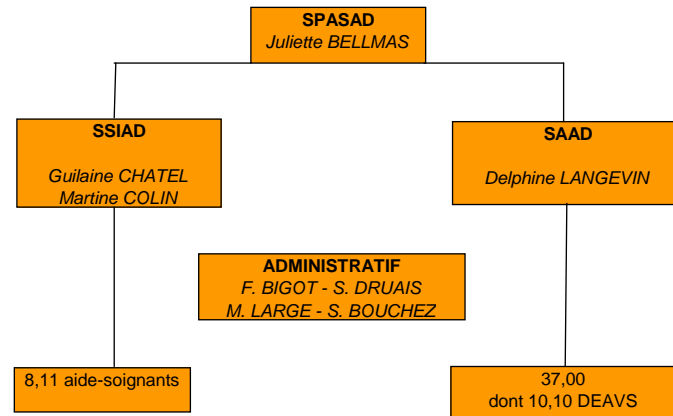 SPASAD
Juliette BELLMAS
SSIAD
Guilaine CHATEL
Martine COLIN
SAAD
Delphine LANGEVIN
ADMINISTRATIF
F. BIGOT - S. DRUAIS
M. LARGE - S. BOUCHEZ
8,11 aide-soignants
37,00
dont 10,10 DEAVS